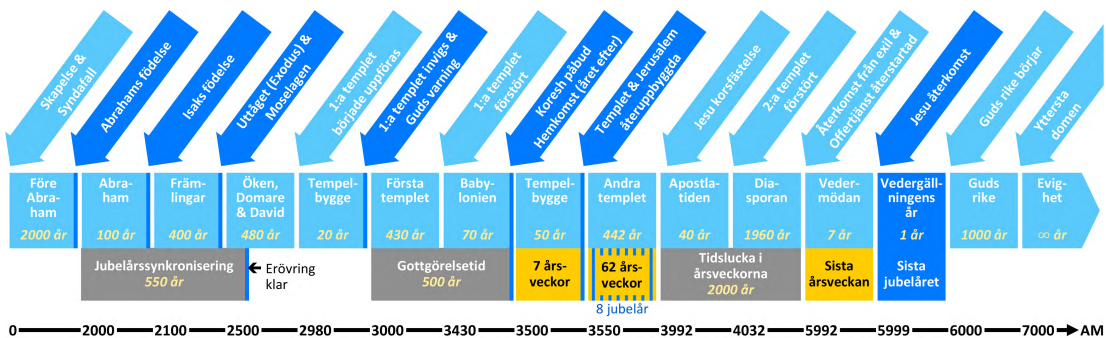 Skapelse &
Syndafall
Abrahams födelse
Isaks födelse
Uttåget (Exodus) &
Moselagen
1:a templet
började uppföras
1:a templet invigs &
Guds varning
1:a templet
förstört
Koresh påbud
Hemkomst (året efter)
Templet & Jerusalem
återuppbyggda
Jesu korsfästelse
2:a templet
förstört
Återkomst från exil &
Offertjänst återstartad
Jesu återkomst
Guds rike börjar
Yttersta
domen
Före
Abra-
ham
2000 år
Abra-
ham
100 år
Främ-
lingar
400 år
Öken,
Domare
& David
480 år
Tempel-
bygge
20 år
Första
templet
430 år
Baby-
lonien
70 år
Tempel-
bygge
50 år
Andra
templet
442 år
Apostla-
tiden
40 år
Dia-
sporan
1960 år
Veder-
mödan
7 år
Vedergäll-
ningens
år
1 år
Guds
rike
1000 år
Evig-
het
∞ år
Jubelårssynkronisering
550 år
Erövring
klar
Gottgörelsetid
500 år
7 års-
veckor
62 års-
veckor
8 jubelår
Tidslucka i
årsveckorna
2000 år
Sista
årsveckan
Sista
jubelåret
0 2000 2100 2500 2980 3000 3430 3500 3550 3992 4032 5992 5999 6000 7000 AM